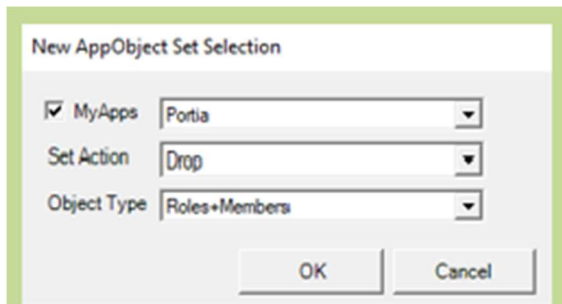 New AppObject Set Selection
MyApps Portia
Set Action Drop
Object Type Roles+Members
OK Cancel